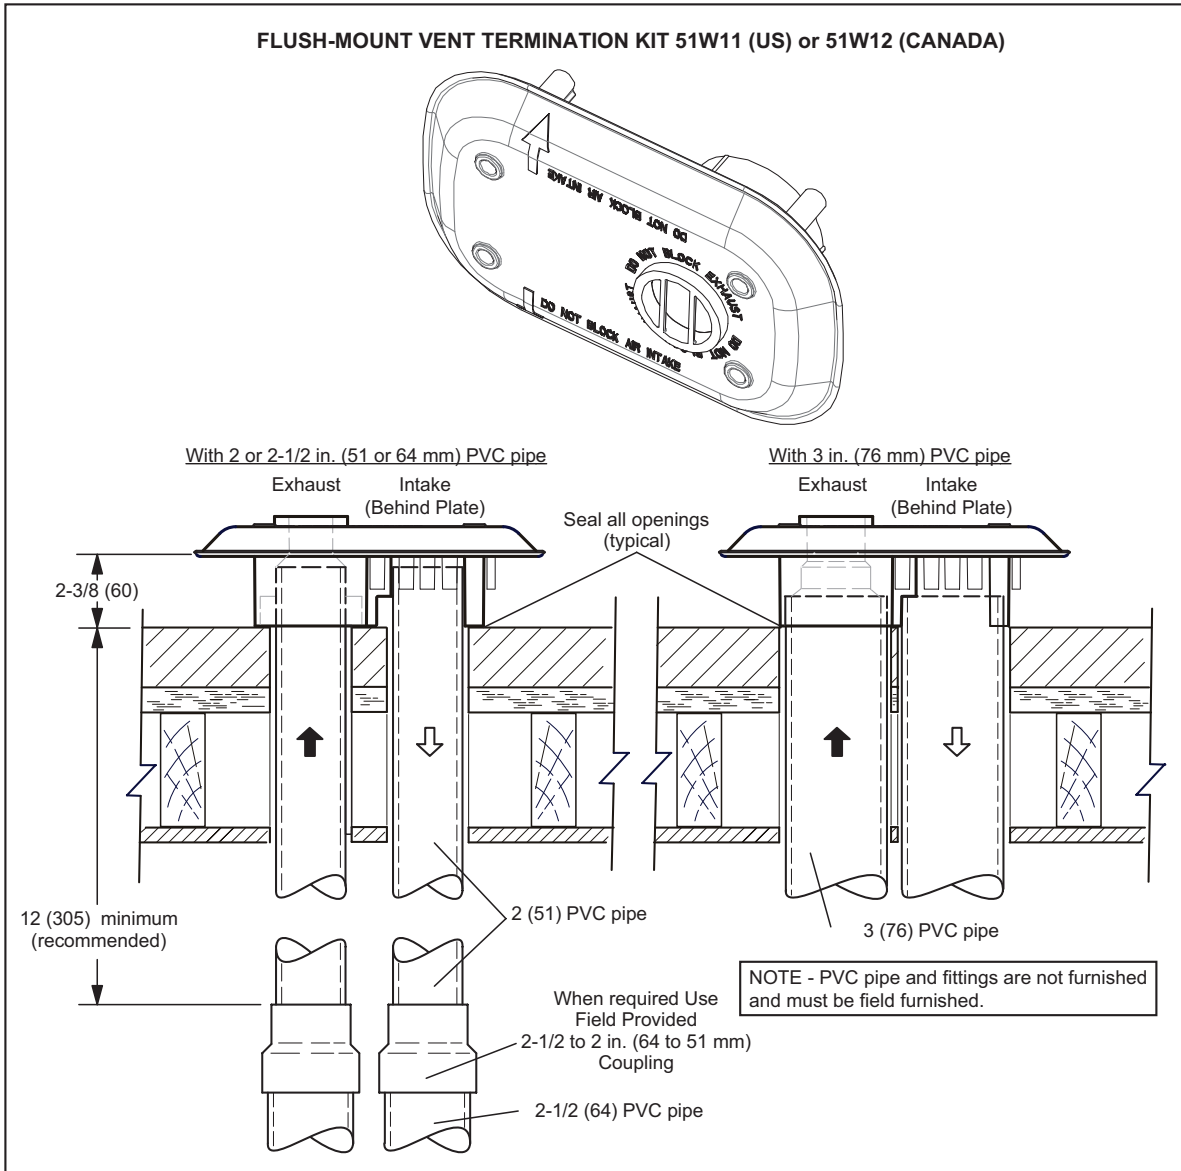 FLUSH-MOUNT VENT TERMINATION KIT 51W11 (US) or 51W12 (CANADA)
DO NOT BLOCK AIR INTAKE
DO NOT BLOCK EXHAUST
DO NOT
DO NOT BLOCK AIR INTAKE
With 2 or 2-1/2 in. (51 or 64 mm) PVC pipe
Exhaust
Intake
(Behind Plate)
Seal all openings
(typical)
With 3 in. (76 mm) PVC pipe
Exhaust
Intake
(Behind Plate)
2-3/8 (60)
12 (305) minimum
(recommended)
2 (51) PVC pipe
3 (76) PVC pipe
NOTE - PVC pipe and fittings are not furnished
and must be field furnished.
When required Use
Field Provided
2-1/2 to 2 in. (64 to 51 mm)
Coupling
2-1/2 (64) PVC pipe